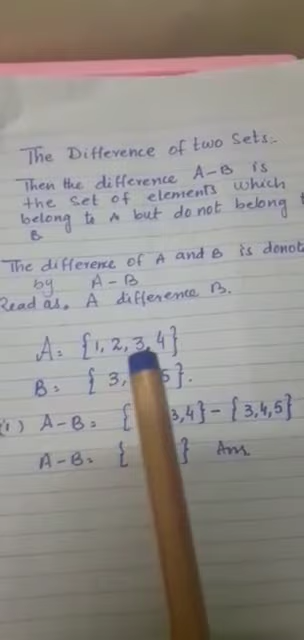 The Difference of two Sets:-
Then the difference A-B is
the set of elements which
belong to A but do not belong
B
The differenc of A and B is donot
by A-B
Read as, A difference B.
A = {1, 2, 3, 4}
B = { 3, 5 }.
A-B = { 3,4} - {3,4,5}
A-B = { } Ans